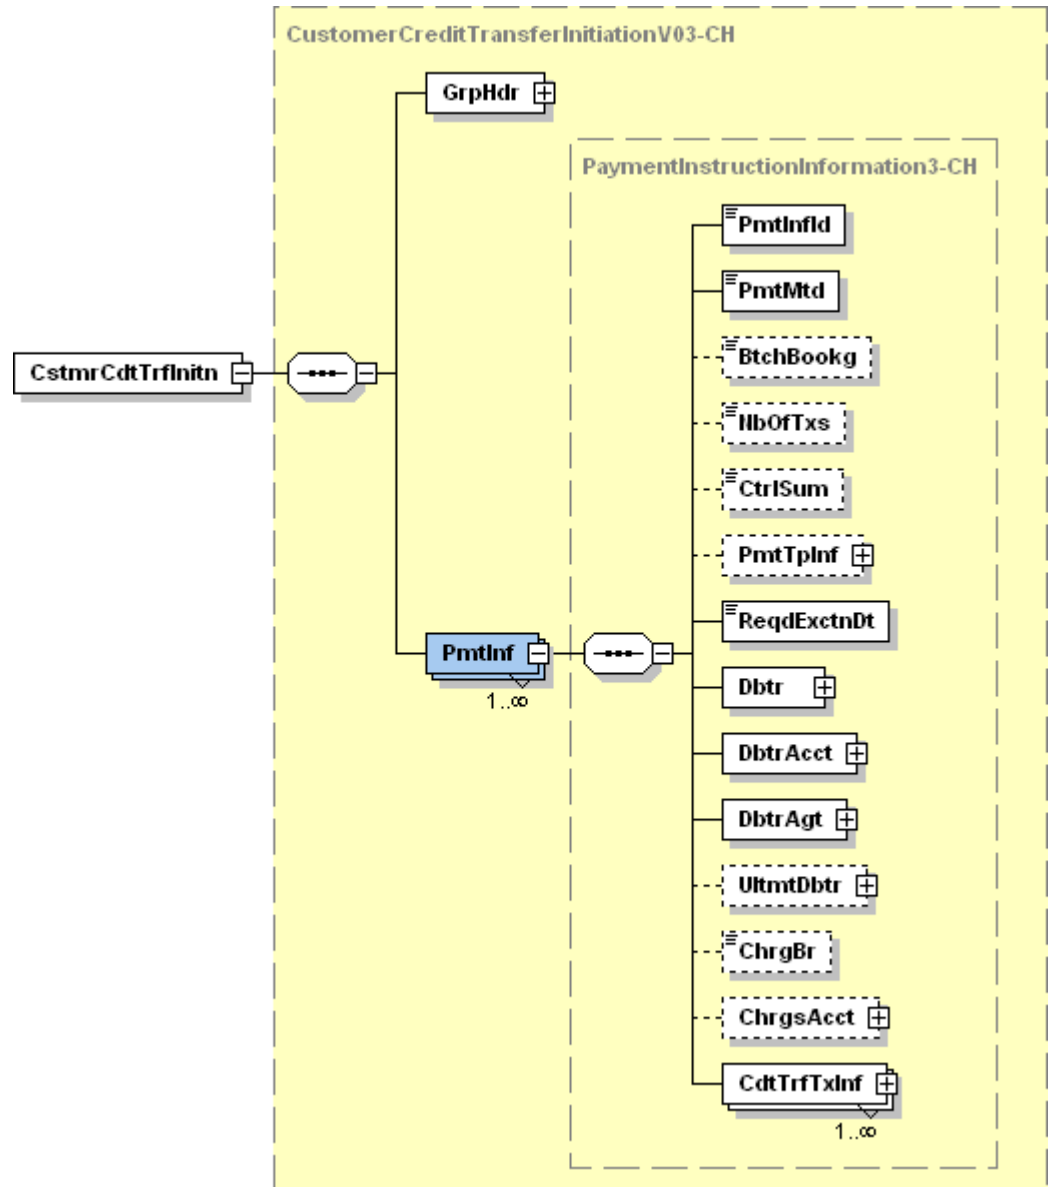 CustomerCreditTransferInitiationV03-CH
GrpHdr
PaymentInstructionInformation3-CH
PmtInfId
PmtMtd
BtchBookg
CstmrCdtTrfInitn
NbOfTxs
CtrlSum
PmtTpInf
ReqdExctnDt
PmtInf
1..∞
Dbtr
DbtrAcct
DbtrAgt
UltmtDbtr
ChrgBr
ChrgsAcct
CdtTrfTxInf
1..∞